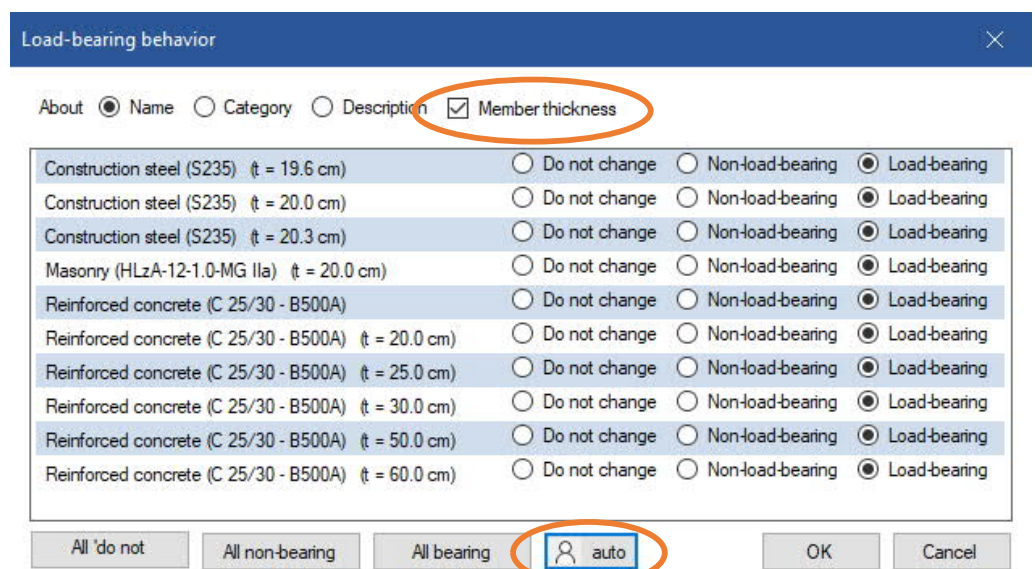 Load-bearing behavior
About Name Category Description Member thickness
Construction steel (S235) (t = 19.6 cm) Do not change Non-load-bearing Load-bearing
Construction steel (S235) (t = 20.0 cm) Do not change Non-load-bearing Load-bearing
Construction steel (S235) (t = 20.3 cm) Do not change Non-load-bearing Load-bearing
Masonry (HLzA-12-1.0-MG IIa) (t = 20.0 cm) Do not change Non-load-bearing Load-bearing
Reinforced concrete (C 25/30 - B500A) Do not change Non-load-bearing Load-bearing
Reinforced concrete (C 25/30 - B500A) (t = 20.0 cm) Do not change Non-load-bearing Load-bearing
Reinforced concrete (C 25/30 - B500A) (t = 25.0 cm) Do not change Non-load-bearing Load-bearing
Reinforced concrete (C 25/30 - B500A) (t = 30.0 cm) Do not change Non-load-bearing Load-bearing
Reinforced concrete (C 25/30 - B500A) (t = 50.0 cm) Do not change Non-load-bearing Load-bearing
Reinforced concrete (C 25/30 - B500A) (t = 60.0 cm) Do not change Non-load-bearing Load-bearing
All 'do not All non-bearing All bearing auto OK Cancel